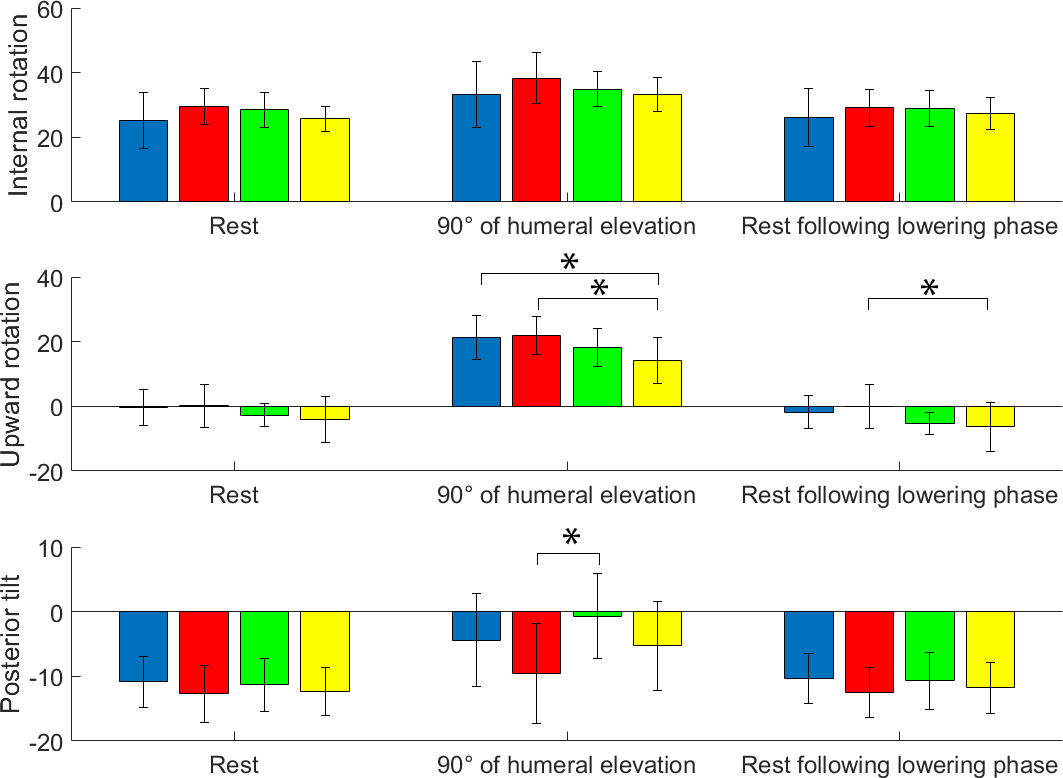 Internal rotation
60
40
20
0
Rest
90° of humeral elevation
Rest following lowering phase
Upward rotation
40
20
0
-20
*
*
*
Rest
90° of humeral elevation
Rest following lowering phase
Posterior tilt
10
0
-10
-20
*
Rest
90° of humeral elevation
Rest following lowering phase